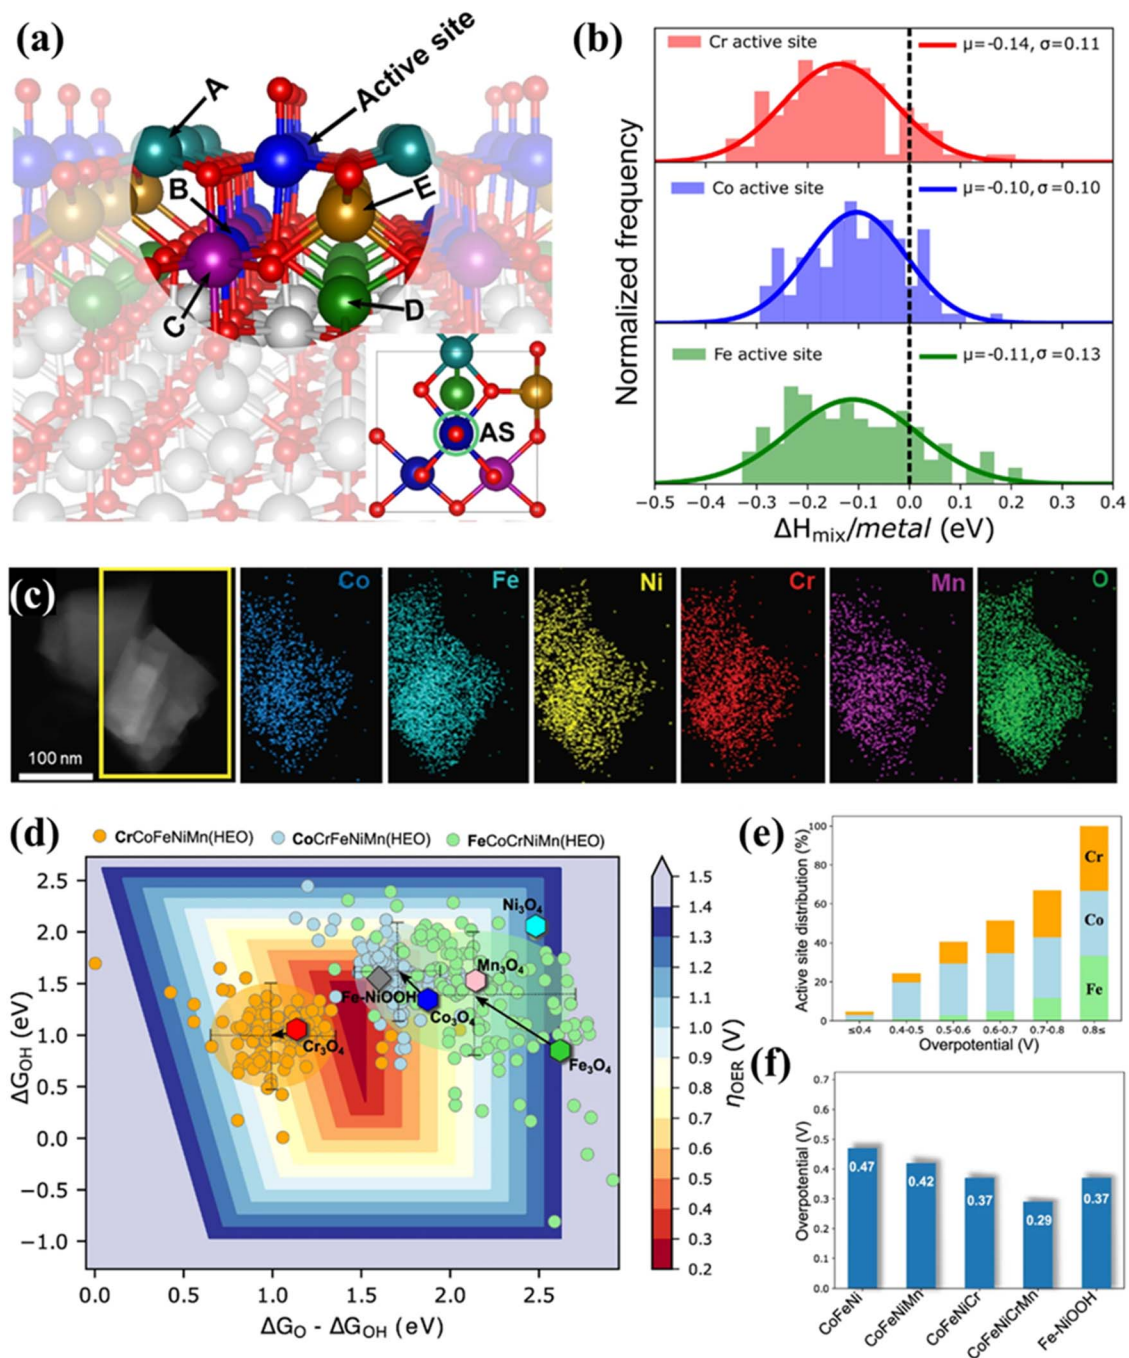 (a)
A
Active site
B
E
C
D
AS
(b)
Cr active site
μ=-0.14, σ=0.11
Co active site
μ=-0.10, σ=0.10
Fe active site
μ=-0.11, σ=0.13
Normalized frequency
−0.5 −0.4 −0.3 −0.2 −0.1 0.0 0.1 0.2 0.3 0.4
ΔHmix/metal (eV)
(c)
100 nm
Co
Fe
Ni
Cr
Mn
O
(d)
CrCoFeNiMn(HEO) CoCrFeNiMn(HEO) FeCoCrNiMn(HEO)
2.5
2.0
1.5
1.0
0.5
0.0
−0.5
−1.0
ΔGOH (eV)
Ni3O4
Mn3O4
Fe-NiOOH
Co3O4
Cr3O4
Fe3O4
0.0 0.5 1.0 1.5 2.0 2.5
ΔGO - ΔGOH (eV)
1.5
1.4
1.3
1.2
1.1
1.0
0.9
0.8
0.7
0.6
0.5
0.4
0.3
0.2
ηOER (V)
(e)
Active site distribution (%)
100
80
60
40
20
0
Cr
Co
Fe
≤0.4 0.4-0.5 0.5-0.6 0.6-0.7 0.7-0.8 0.8≤
Overpotential (V)
(f)
Overpotential (V)
0.7
0.6
0.5
0.4
0.3
0.2
0.1
0.0
0.47
0.42
0.37
0.29
0.37
CoFeNi
CoFeNiMn
CoFeNiCr
CoFeNiCrMn
Fe-NiOOH